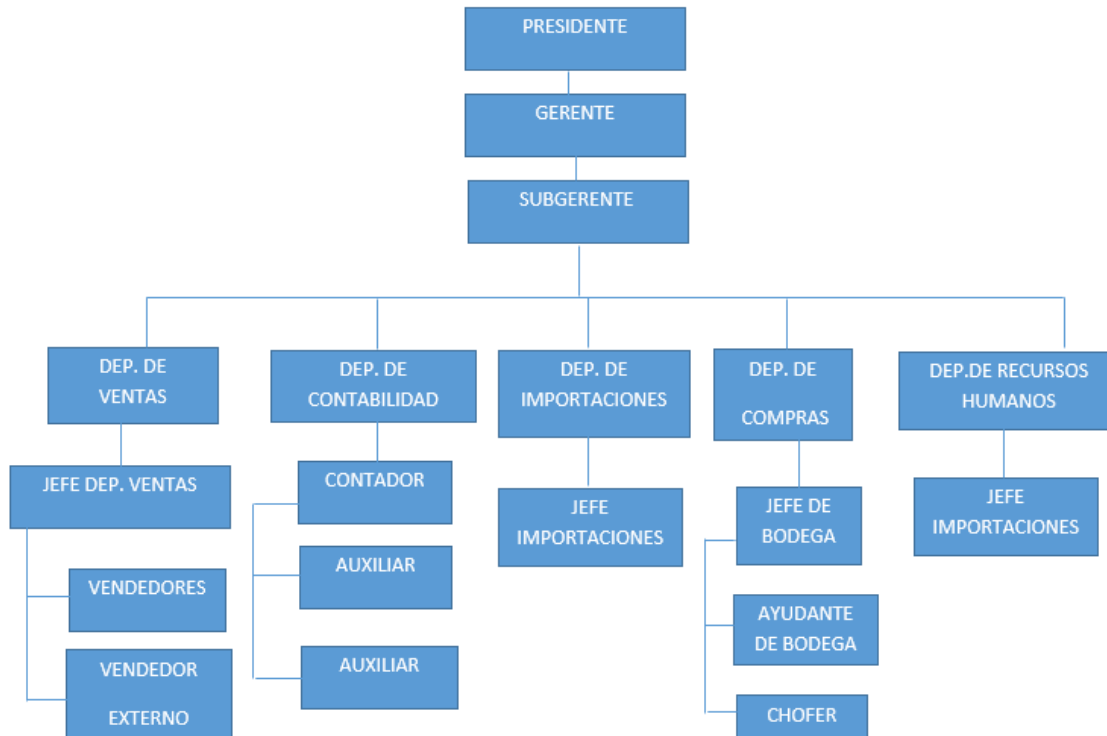 PRESIDENTE
GERENTE
SUBGERENTE
DEP. DE
VENTAS
DEP. DE
CONTABILIDAD
DEP. DE
IMPORTACIONES
DEP. DE
COMPRAS
DEP.DE RECURSOS
HUMANOS
JEFE DEP. VENTAS
CONTADOR
JEFE
IMPORTACIONES
JEFE DE
BODEGA
JEFE
IMPORTACIONES
VENDEDORES
AUXILIAR
AYUDANTE
DE BODEGA
VENDEDOR
EXTERNO
AUXILIAR
CHOFER